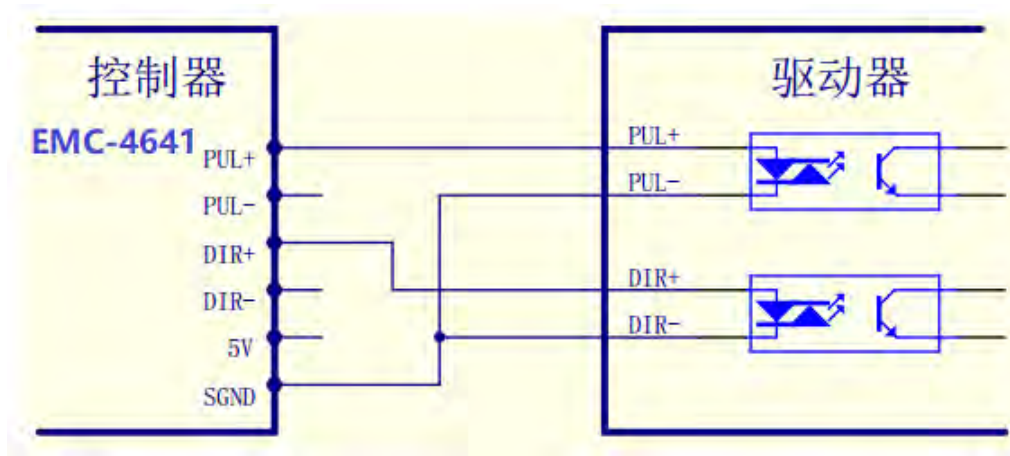 控制器
EMC-4641
PUL+
PUL-
DIR+
DIR-
5V
SGND
驱动器
PUL+
PUL-
DIR+
DIR-